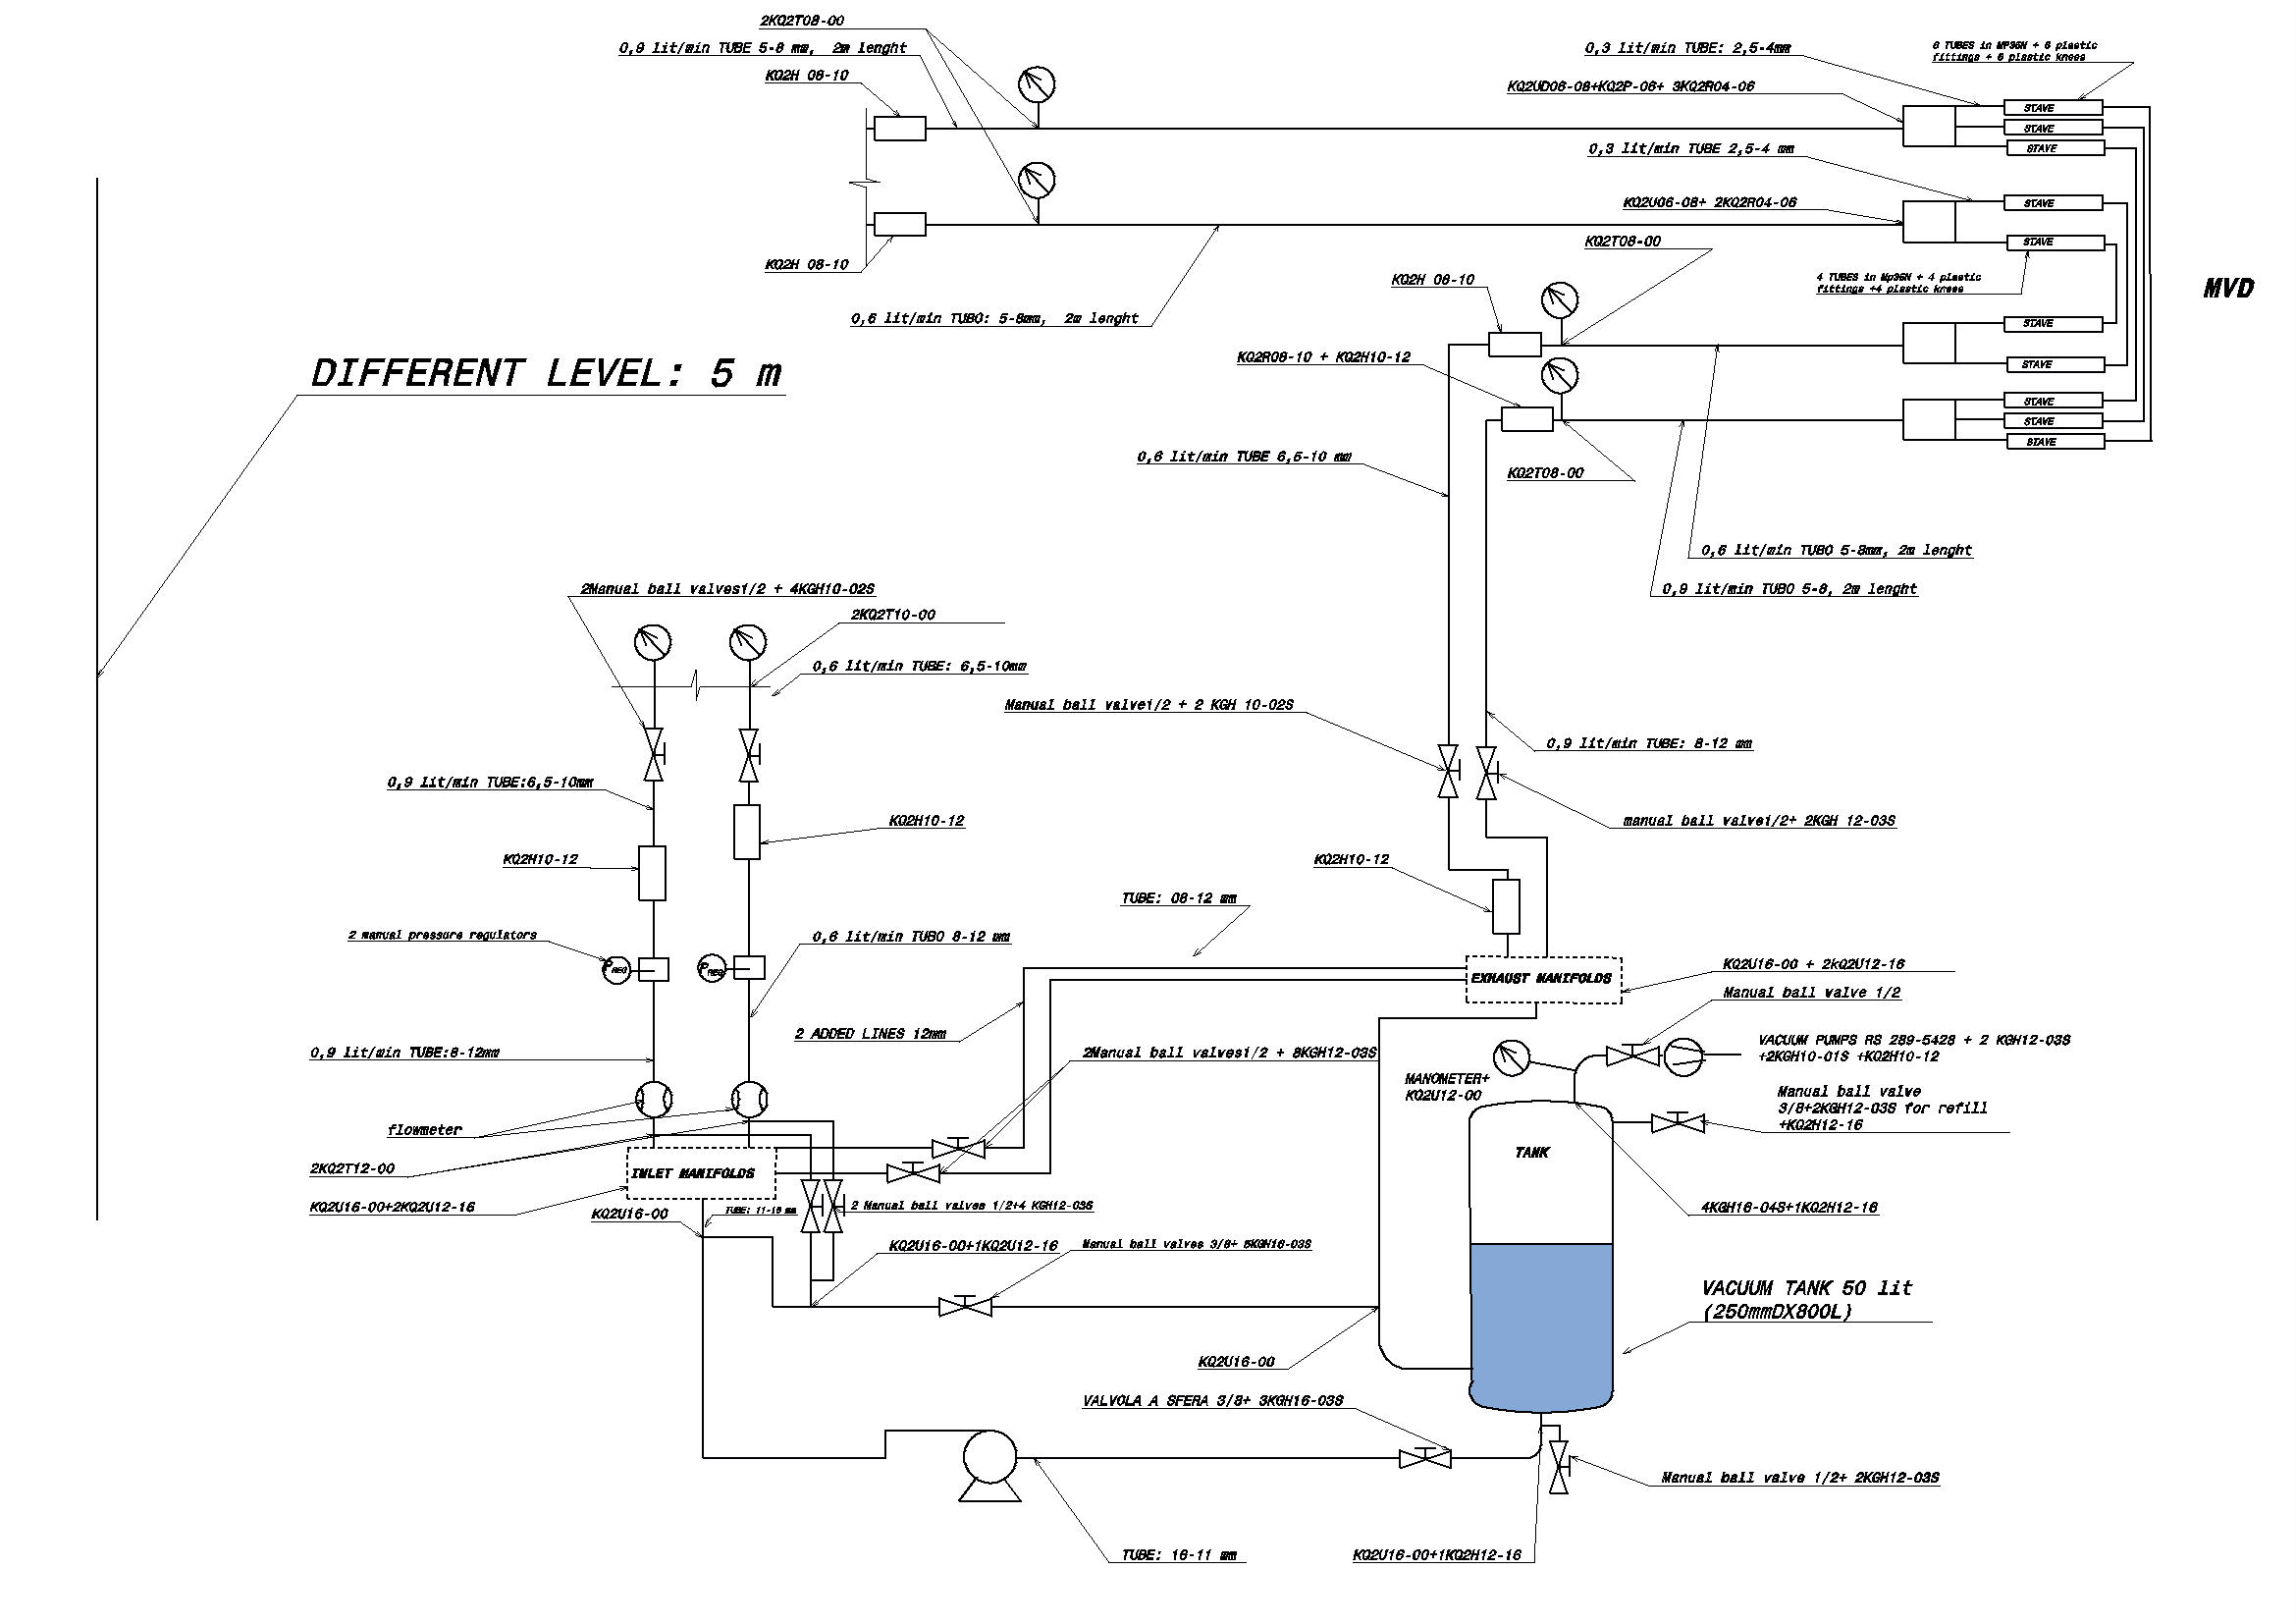 2KQ2T08-00
0,9 lit/min TUBE 5-8 mm,  2m lenght
KQ2H 08-10
0,3 lit/min TUBE: 2,5-4mm
6 TUBES in MP35N + 6 plastic
fittings + 6 plastic knees
KQ2UD06-08+KQ2P-06+ 3KQ2R04-06
STAVE
STAVE
STAVE
0,3 lit/min TUBE 2,5-4 mm
KQ2U06-08+ 2KQ2R04-06
STAVE
STAVE
KQ2T08-00
KQ2H 08-10
4 TUBES in Mp35N + 4 plastic
fittings +4 plastic knees
KQ2H 08-10
MVD
0,6 lit/min TUBO: 5-8mm,  2m lenght
STAVE
STAVE
KQ2R08-10 + KQ2H10-12
DIFFERENT LEVEL: 5 m
STAVE
STAVE
STAVE
0,6 lit/min TUBE 6,5-10 mm
KQ2T08-00
0,6 lit/min TUBO 5-8mm, 2m lenght
0,9 lit/min TUBO 5-8, 2m lenght
2Manual ball valves1/2 + 4KGH10-02S
2KQ2T10-00
0,6 lit/min TUBE: 6,5-10mm
Manual ball valve1/2 + 2 KGH 10-02S
0,9 lit/min TUBE: 8-12 mm
0,9 lit/min TUBE:6,5-10mm
KQ2H10-12
manual ball valve1/2+ 2KGH 12-03S
KQ2H10-12
KQ2H10-12
TUBE: 08-12 mm
2 manual pressure regulators
0,6 lit/min TUBO 8-12 mm
PREG
PREG
KQ2U16-00 + 2kQ2U12-16
EXHAUST MANIFOLDS
Manual ball valve 1/2
2 ADDED LINES 12mm
0,9 lit/min TUBE:8-12mm
2Manual ball valves1/2 + 8KGH12-03S
VACUUM PUMPS RS 289-5428 + 2 KGH12-03S
+2KGH10-01S +KQ2H10-12
MANOMETER+
KQ2U12-00
Manual ball valve
3/8+2KGH12-03S for refill
+KQ2H12-16
flowmeter
TANK
2KQ2T12-00
INLET MANIFOLDS
KQ2U16-00+2KQ2U12-16
KQ2U16-00
TUBE: 11-16 mm
2 Manual ball valves 1/2+4 KGH12-03S
4KGH16-04S+1KQ2H12-16
KQ2U16-00+1KQ2U12-16
Manual ball valves 3/8+ 5KGH16-03S
VACUUM TANK 50 lit
(250mmDX800L)
KQ2U16-00
VALVOLA A SFERA 3/8+ 3KGH16-03S
Manual ball valve 1/2+ 2KGH12-03S
TUBE: 16-11 mm
KQ2U16-00+1KQ2H12-16